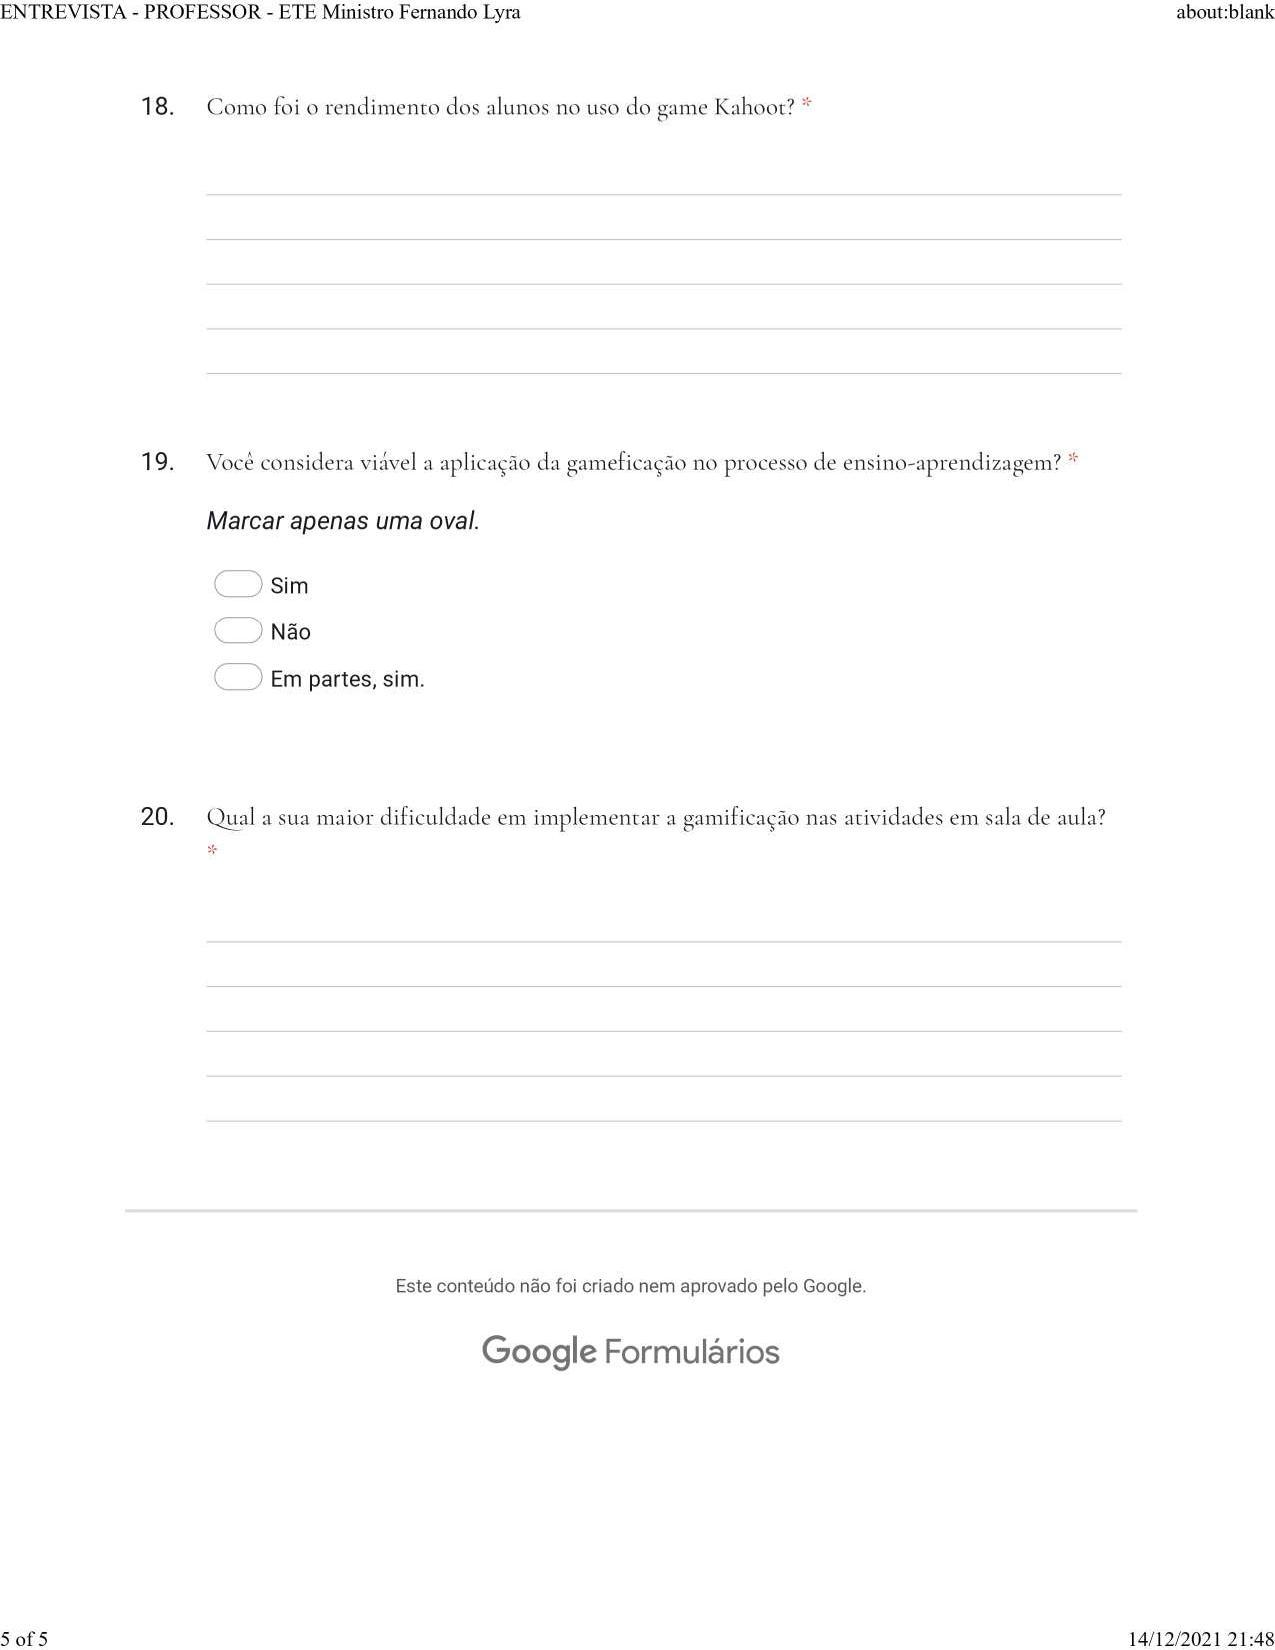 ENTREVISTA - PROFESSOR - ETE Ministro Fernando Lyra about:blank
18. Como foi o rendimento dos alunos no uso do game Kahoot? *
19. Você considera viável a aplicação da gameficação no processo de ensino-aprendizagem? *
Marcar apenas uma oval.
Sim
Não
Em partes, sim.
20. Qual a sua maior dificuldade em implementar a gamificação nas atividades em sala de aula?
*
Este conteúdo não foi criado nem aprovado pelo Google.
Google Formulários
5 of 5 14/12/2021 21:48